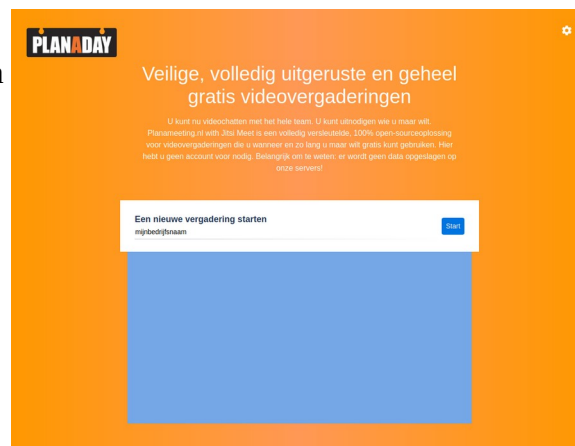 PLANADAY
Veilige, volledig uitgeruste en geheel
gratis videovergaderingen
U kunt nu videochatten met het hele team. U kunt uitnodigen wie u maar wilt.
Planameeting.nl with Jitsi Meet is een volledig versleutelde, 100% open-sourceoplossing
voor videovergaderingen die u wanneer en zo lang u maar wilt gratis kunt gebruiken. Hier
hebt u geen account voor nodig. Belangrijk om te weten: er wordt geen data opgeslagen op
onze servers!
Een nieuwe vergadering starten
mijnbedrijfsnaam
Start